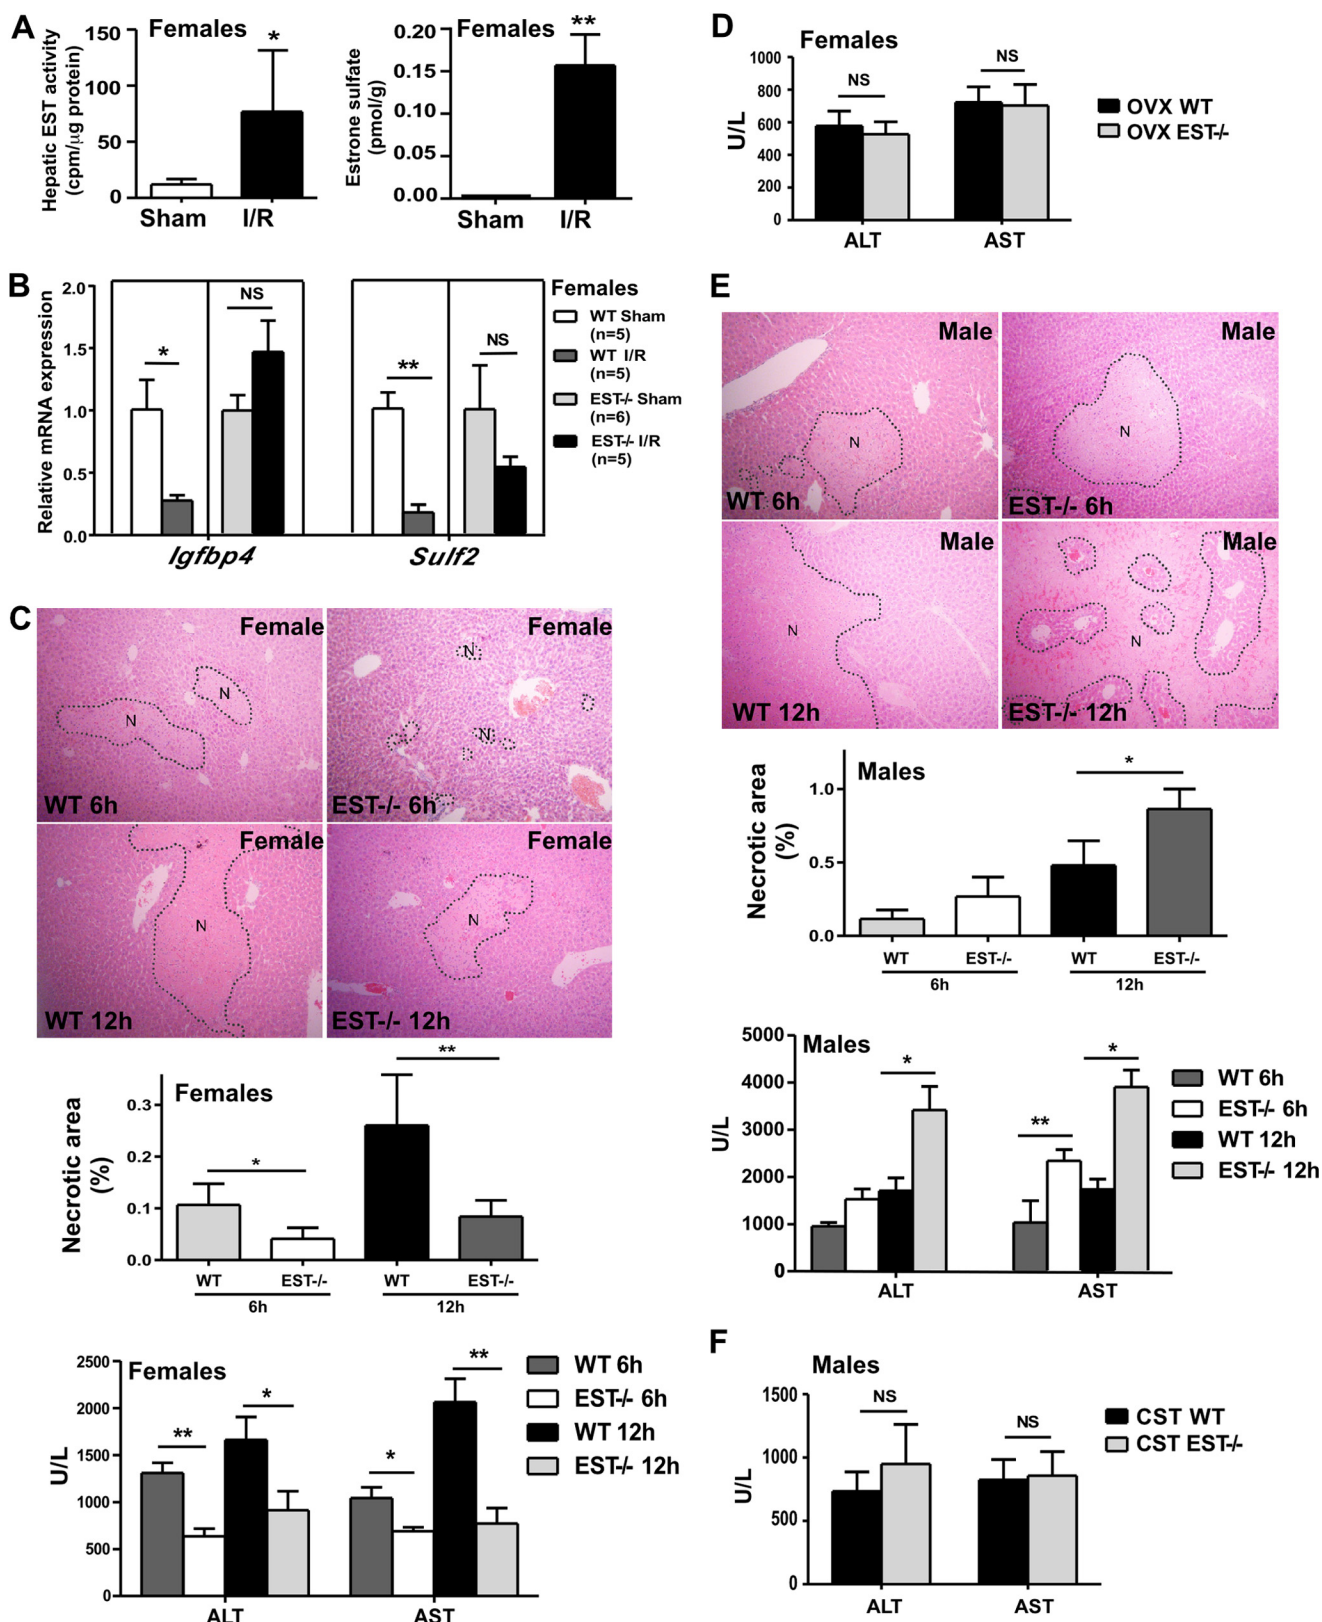 A
Females
Hepatic EST activity
(cpm/µg protein)
150
100
50
0
*
Sham
I/R
Females
Estrone sulfate
(pmol/g)
0.20
0.15
0.05
0.00
**
Sham
I/R
B
Relative mRNA expression
2.0
1.5
1.0
0.5
0.0
*
NS
**
NS
Igfbp4
Sulf2
Females
WT Sham
(n=5)
WT I/R
(n=5)
EST-/- Sham
(n=6)
EST-/- I/R
(n=5)
C
Female
N
N
WT 6h
Female
N
N
EST-/- 6h
Female
N
WT 12h
Female
N
EST-/- 12h
Females
Necrotic area
(%)
0.3
0.2
0.1
0.0
*
**
WT
EST-/-
WT
EST-/-
6h
12h
Females
U/L
2500
2000
1500
1000
500
0
**
*
*
**
ALT
AST
WT 6h
EST-/- 6h
WT 12h
EST-/- 12h
D
Females
U/L
1000
800
600
400
200
0
NS
NS
ALT
AST
OVX WT
OVX EST-/-
E
Male
N
WT 6h
Male
N
EST-/- 6h
Male
N
WT 12h
Male
N
EST-/- 12h
Males
Necrotic area
(%)
1.0
0.5
0.0
*
WT
EST-/-
WT
EST-/-
6h
12h
Males
U/L
5000
4000
3000
2000
1000
0
*
**
*
ALT
AST
WT 6h
EST-/- 6h
WT 12h
EST-/- 12h
F
Males
U/L
1500
1000
500
0
NS
NS
ALT
AST
CST WT
CST EST-/-